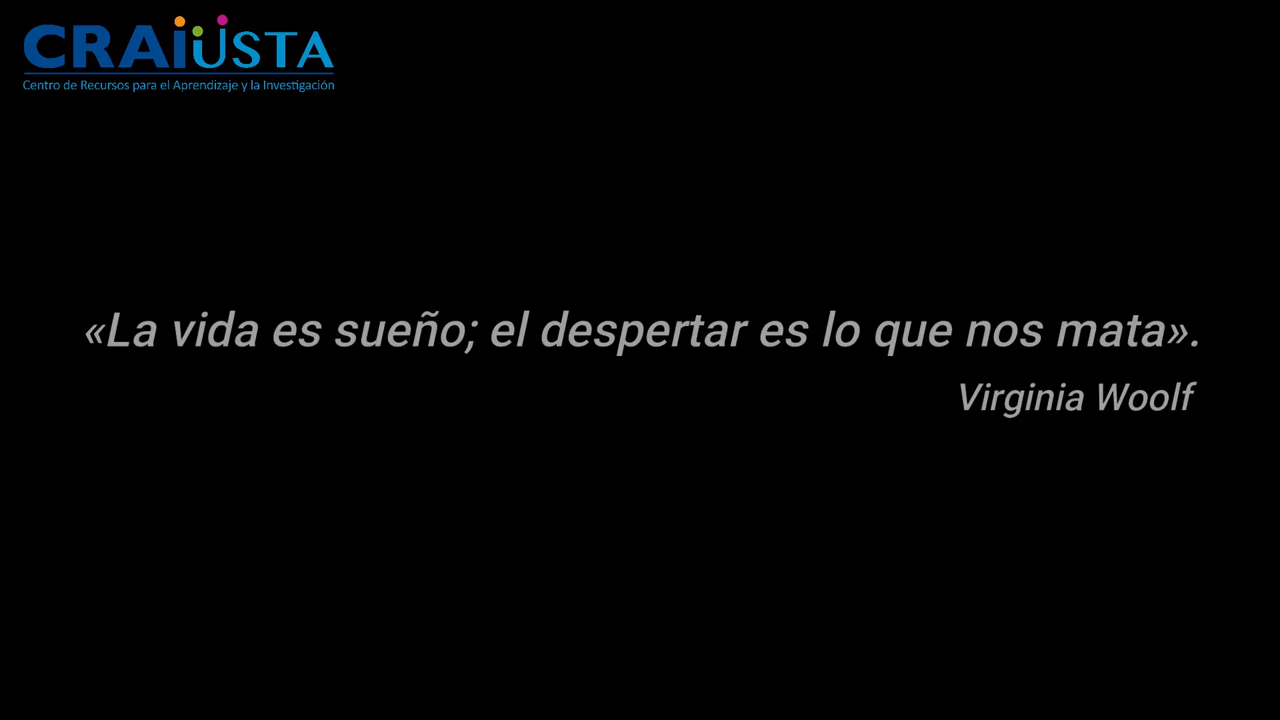 CRAIUSTA
Centro de Recursos para el Aprendizaje y la Investigación
«La vida es sueño; el despertar es lo que nos mata».
Virginia Woolf